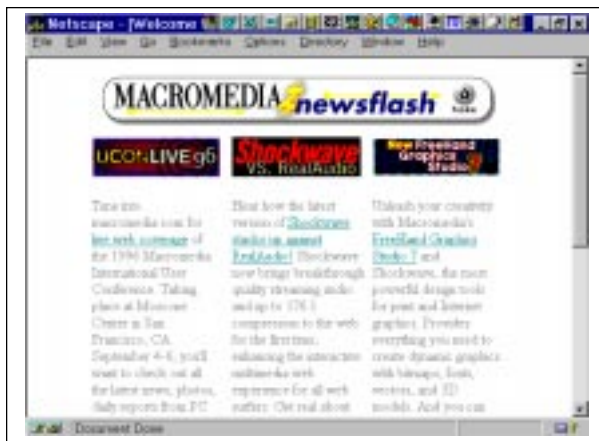 Netscape - [Welcome
File Edit View Go Bookmarks Options Directory Window Help
MACROMEDIA newsflash
UCONLIVE96
Shockwave
VS. RealAudio
New FreeHand
Graphics
Studio 7
Tune into
macromedia.com for
live web coverage of
the 1996 Macromedia
International User
Conference. Taking
place at Moscone
Center in San
Francisco, CA
September 4-6, you'll
want to check out all
the latest news, photos,
daily reports from PC
Hear how the latest
version of Shockwave
stacks up against
RealAudio! Shockwave
now brings breakthrough
quality streaming audio
and up to 176:1
compression to the web
for the first time,
enhancing the interactive
multimedia web
experience for all web
surfers. Get real about
Unleash your creativity
with Macromedia's
FreeHand Graphics
Studio 7 and
Shockwave, the most
powerful design tools
for print and Internet
graphics. Provides
everything you need to
create dynamic graphics
with bitmaps, fonts,
vectors, and 3D
models. And you can
Document: Done